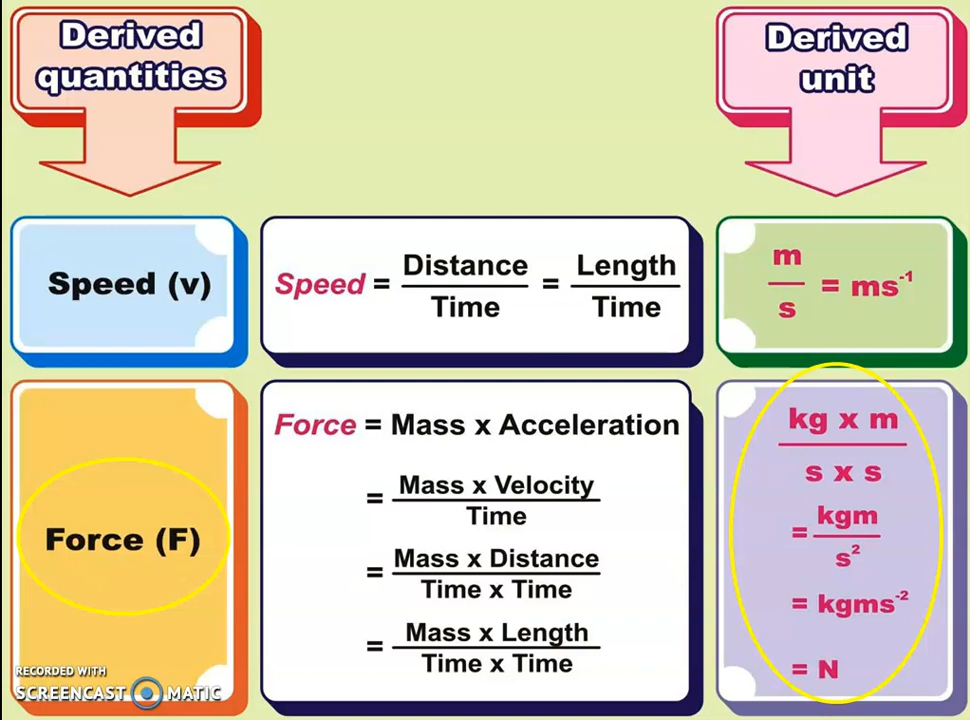 Derived
quantities
Derived
unit
Speed (v)
Speed = Distance / Time = Length / Time
m / s = ms⁻¹
Force (F)
Force = Mass x Acceleration
= Mass x Velocity / Time
= Mass x Distance / Time x Time
= Mass x Length / Time x Time
kg x m / s x s
= kgm / s²
= kgms⁻²
= N
RECORDED WITH
SCREENCAST MATIC